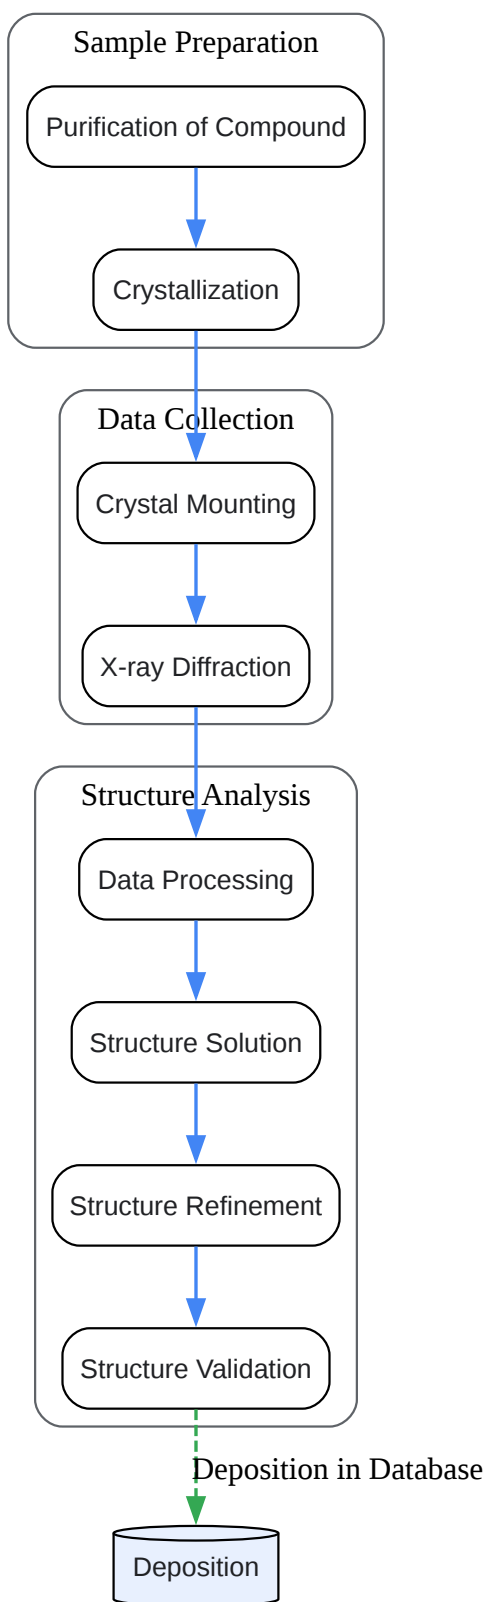 Sample Preparation
Purification of Compound
Crystallization
Data Collection
Crystal Mounting
X-ray Diffraction
Structure Analysis
Data Processing
Structure Solution
Structure Refinement
Structure Validation
Deposition in Database
Deposition